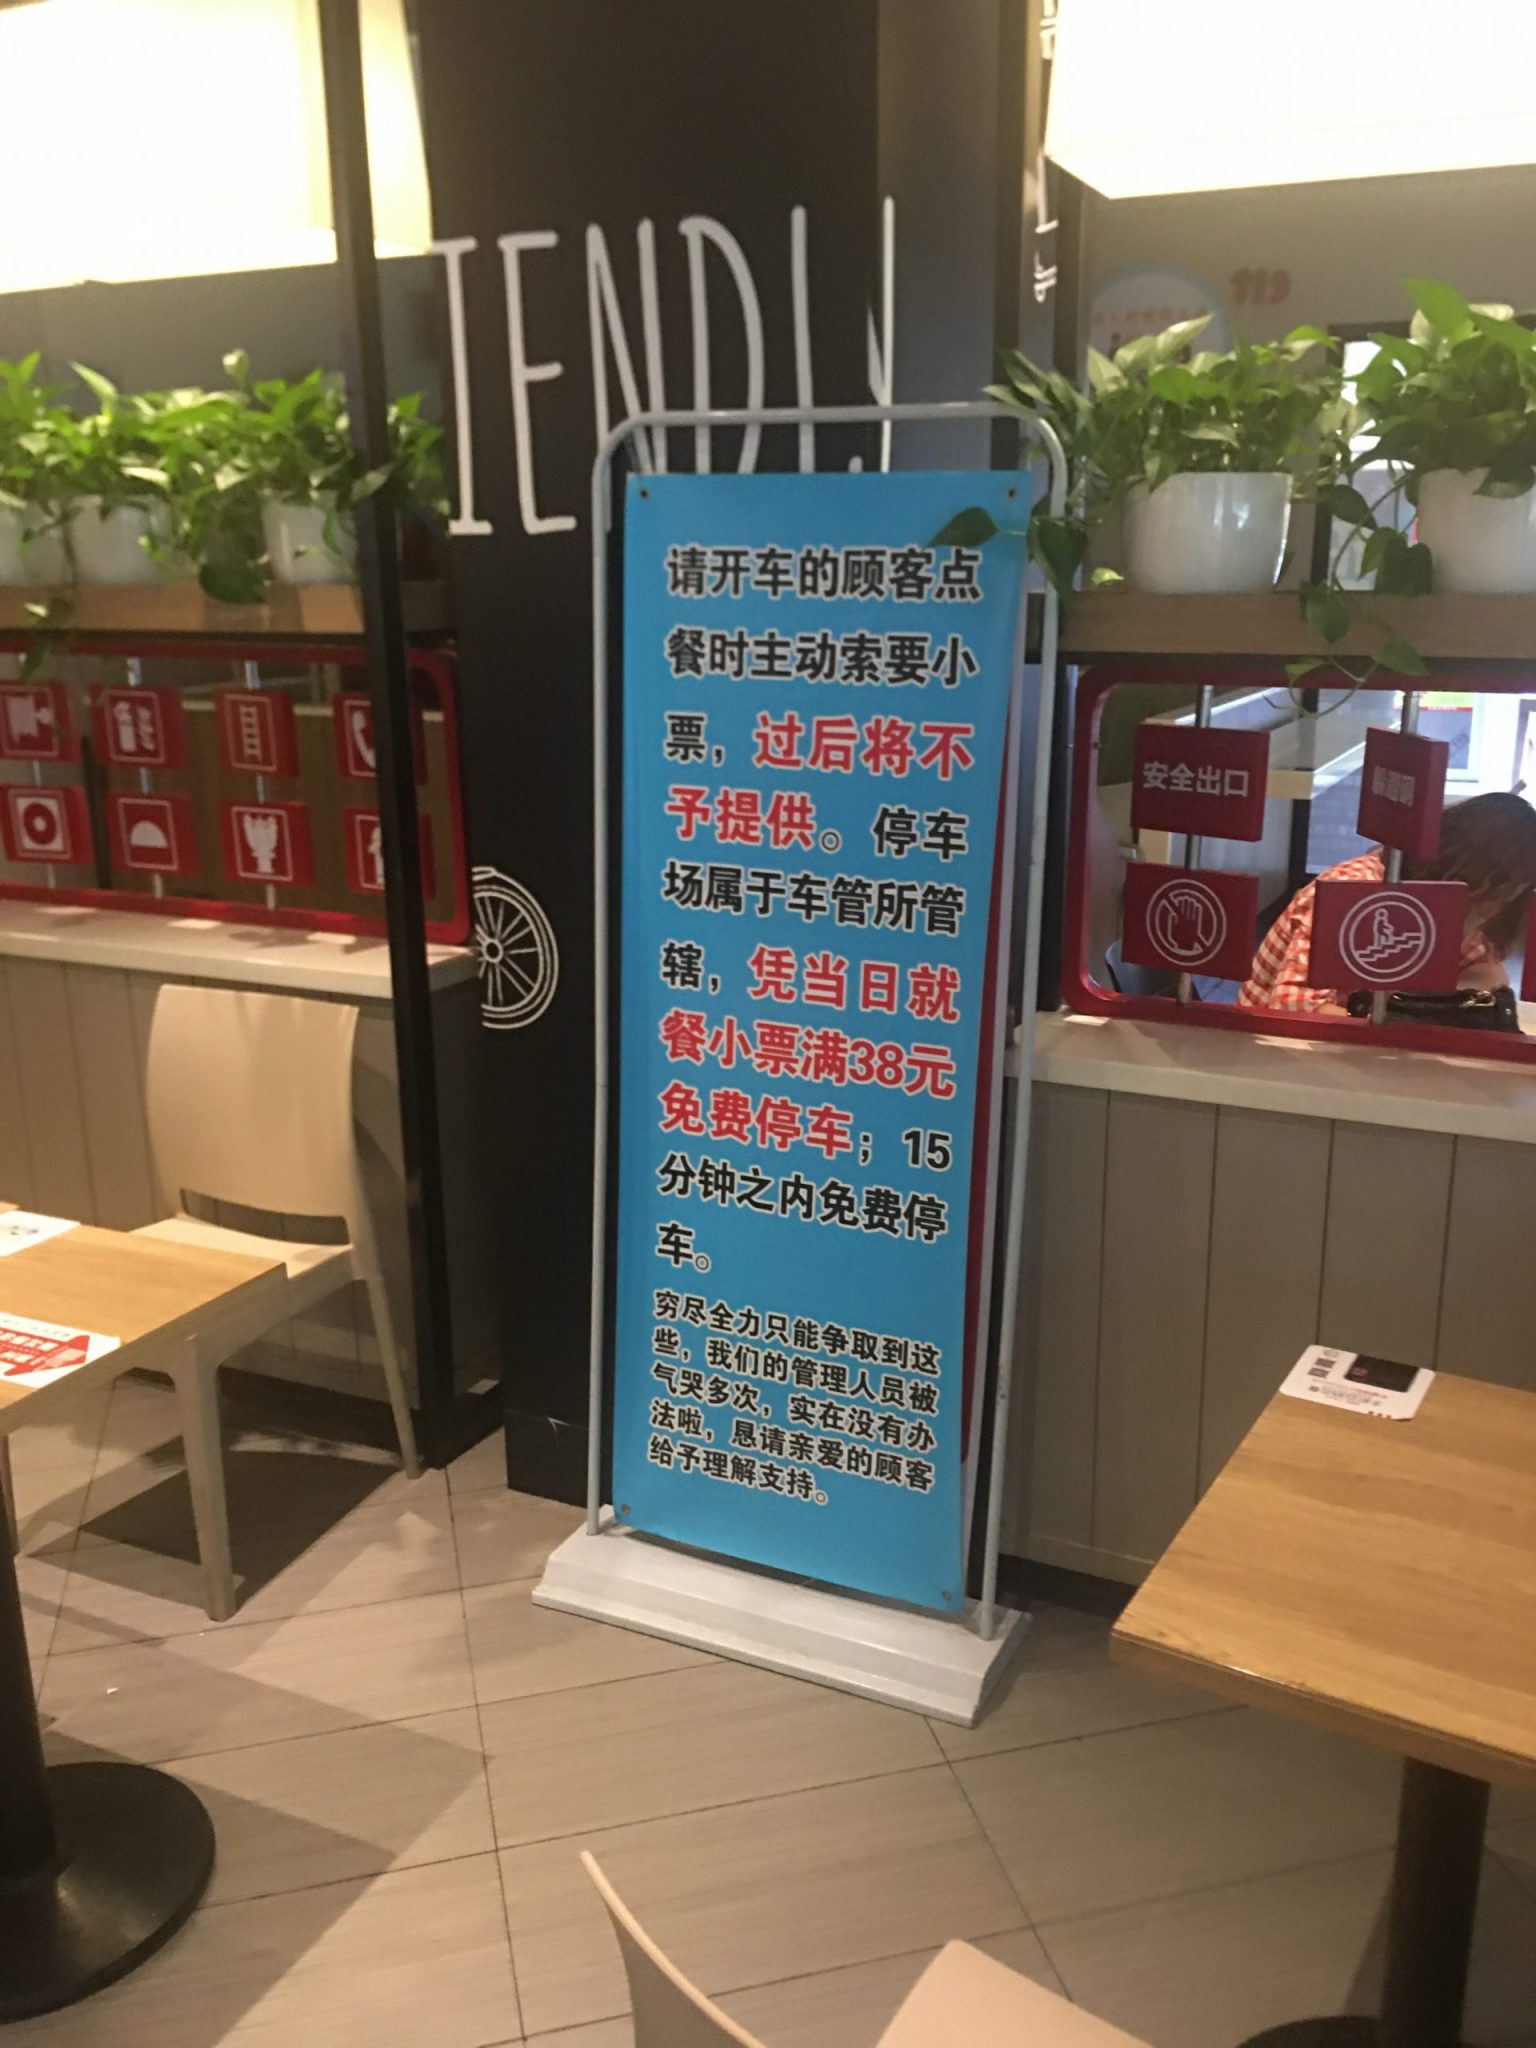 IENDLY
请开车的顾客点
餐时主动索要小
票，过后将不
予提供。停车
场属于车管所管
辖，凭当日就
餐小票满38元
免费停车；15
分钟之内免费停
车。
穷尽全力只能争取到这
些，我们的管理人员被
气哭多次，实在没有办
法啦，恳请亲爱的顾客
给予理解支持。
119
安全出口